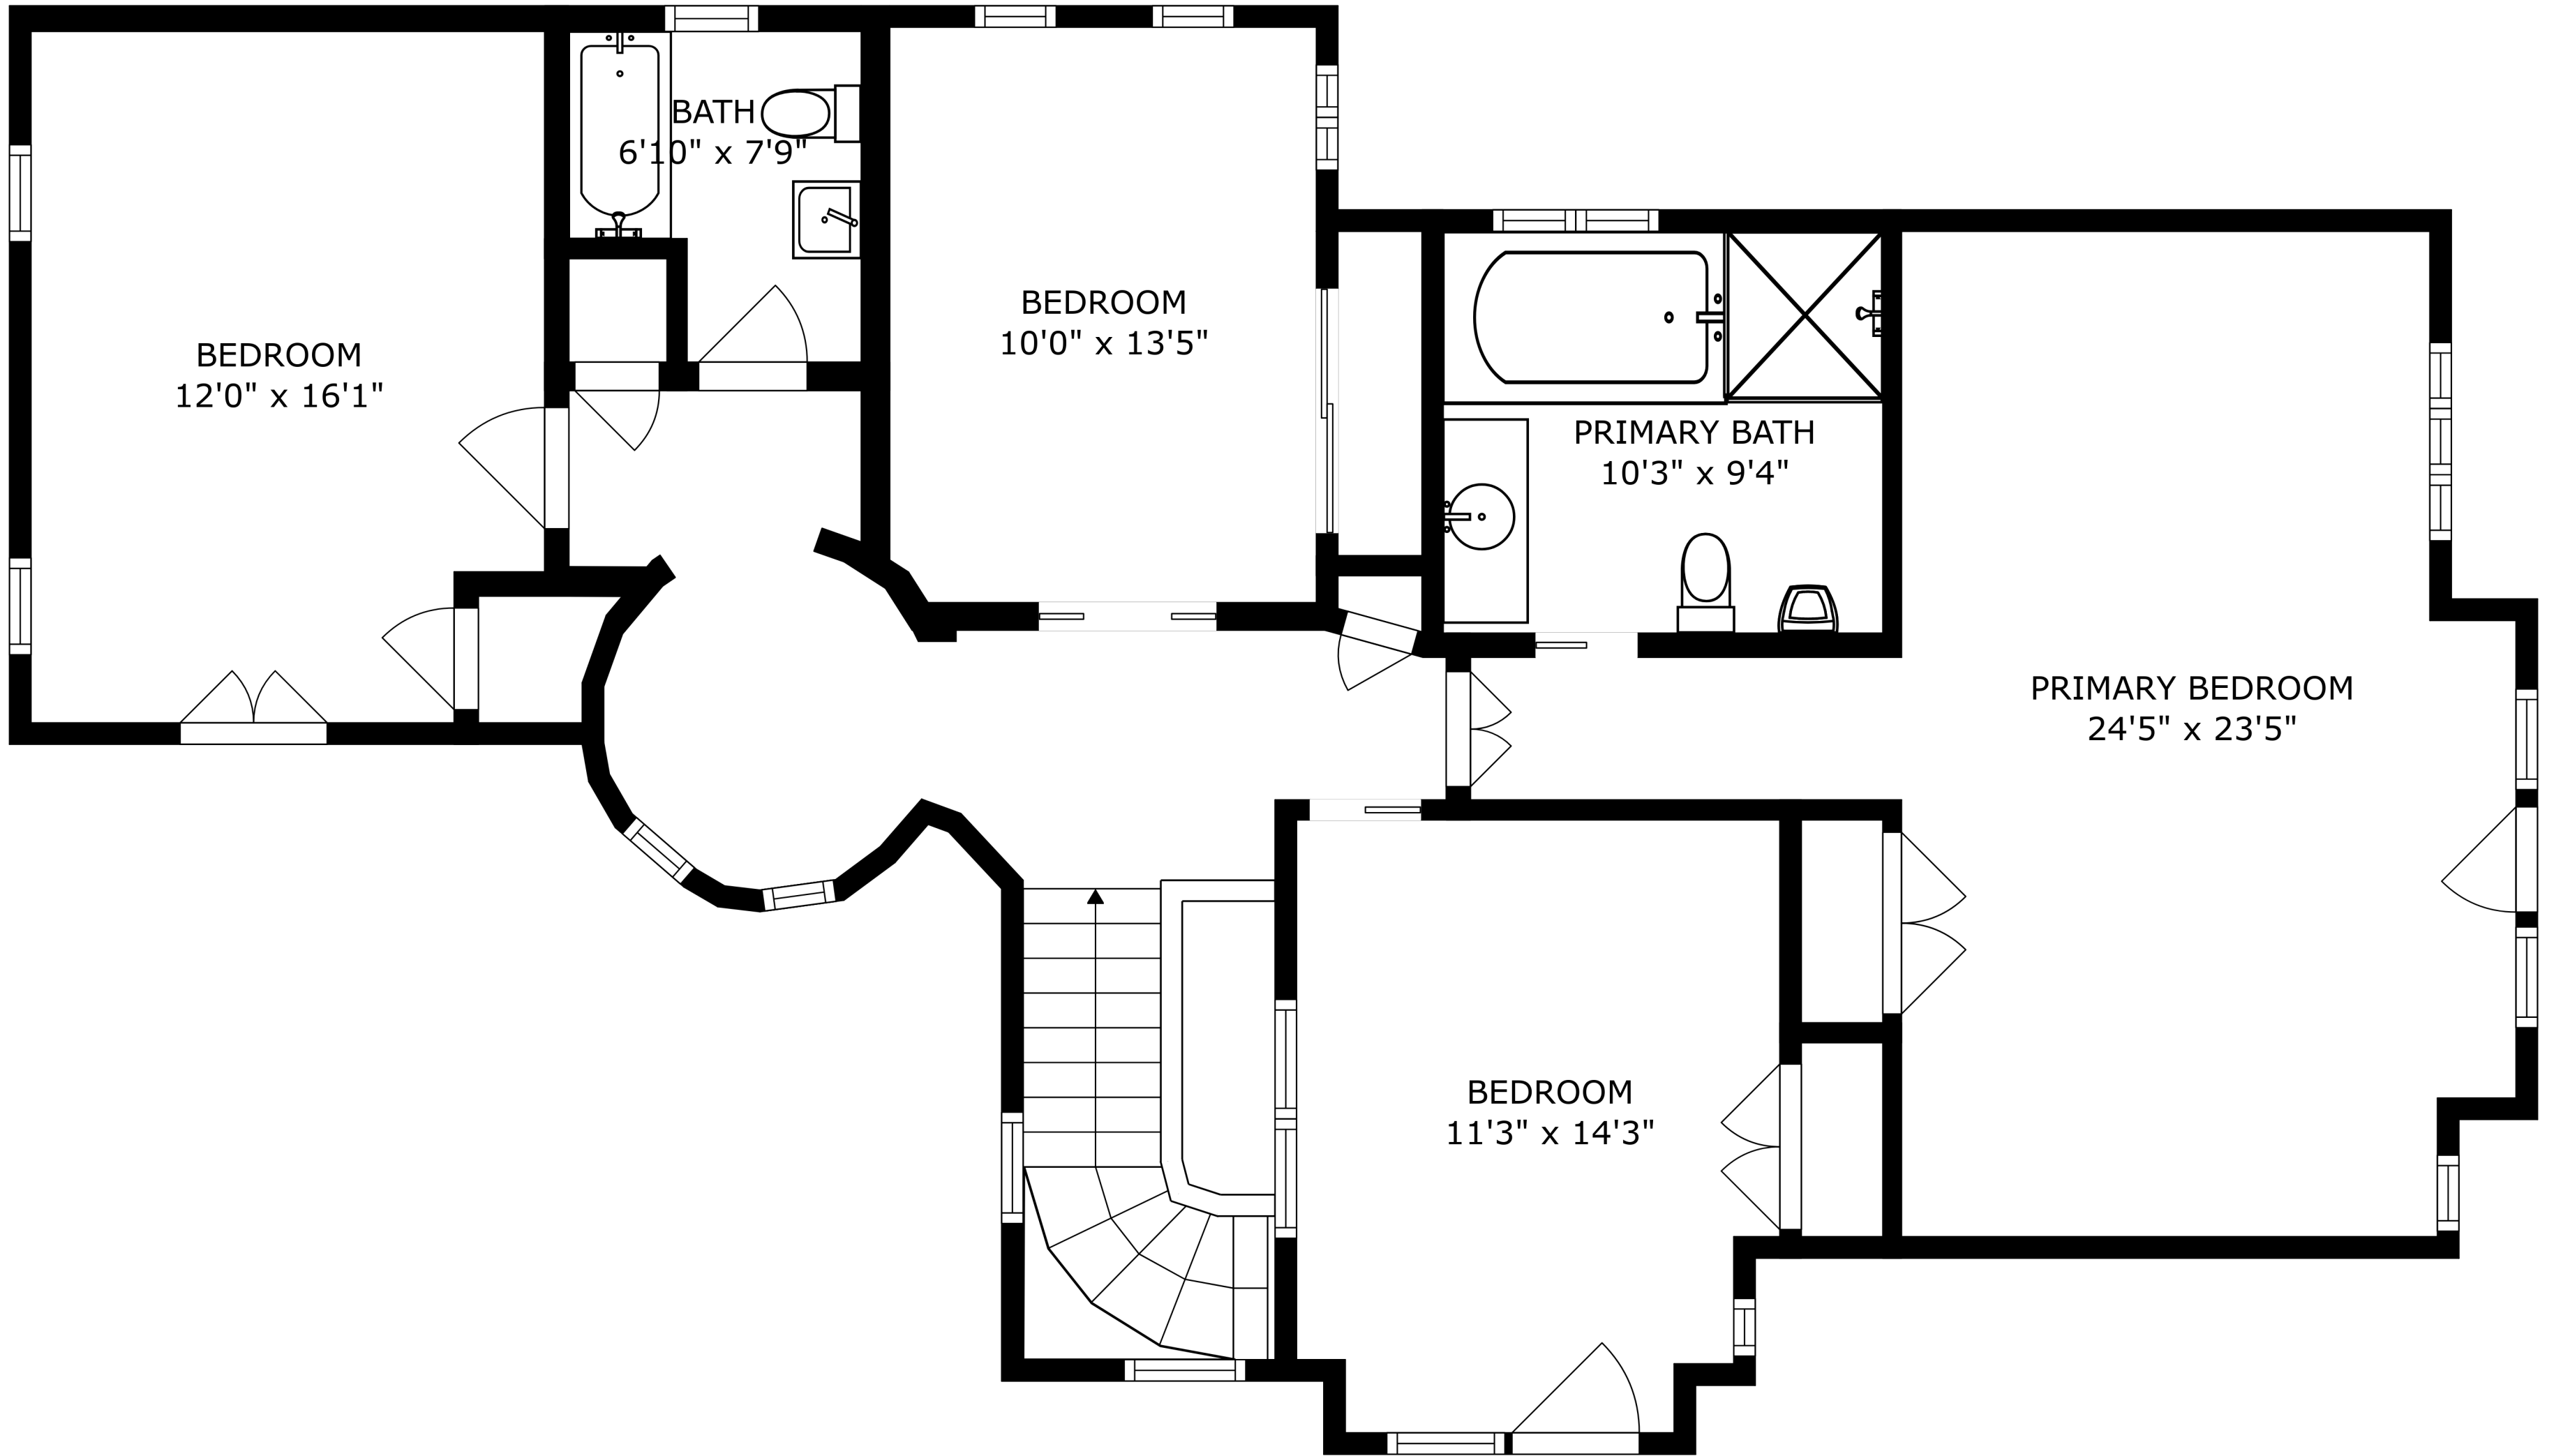 BATH
6'10" x 7'9"
BEDROOM
10'0" x 13'5"
BEDROOM
12'0" x 16'1"
PRIMARY BATH
10'3" x 9'4"
PRIMARY BEDROOM
24'5" x 23'5"
BEDROOM
11'3" x 14'3"